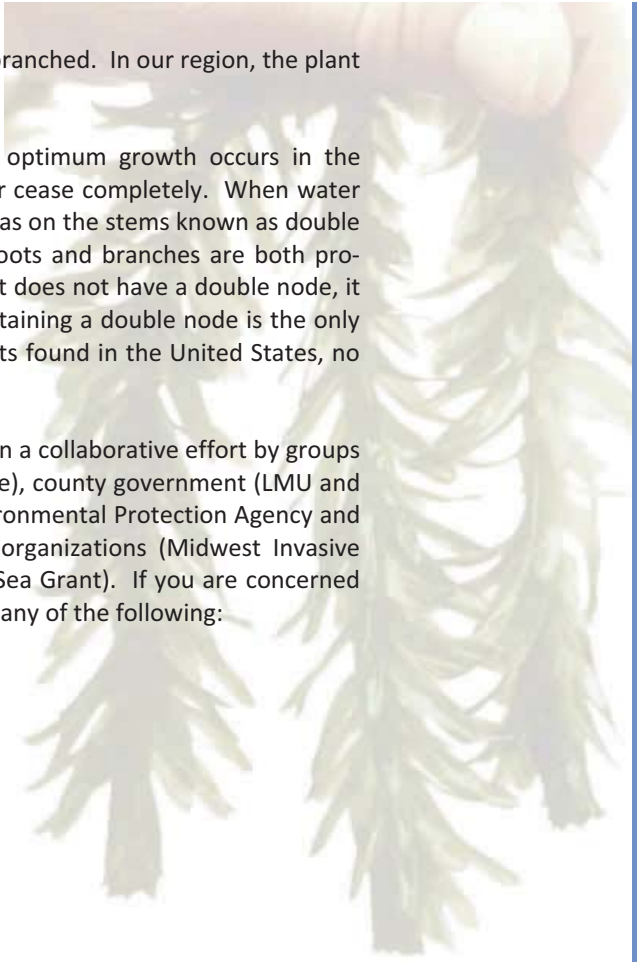 ranched. In our region, the plant
optimum growth occurs in the
cease completely. When water
as on the stems known as double
oots and branches are both pro-
t does not have a double node, it
taining a double node is the only
ts found in the United States, no
n a collaborative effort by groups
e), county government (LMU and
ronmental Protection Agency and
organizations (Midwest Invasive
Sea Grant). If you are concerned
any of the following: